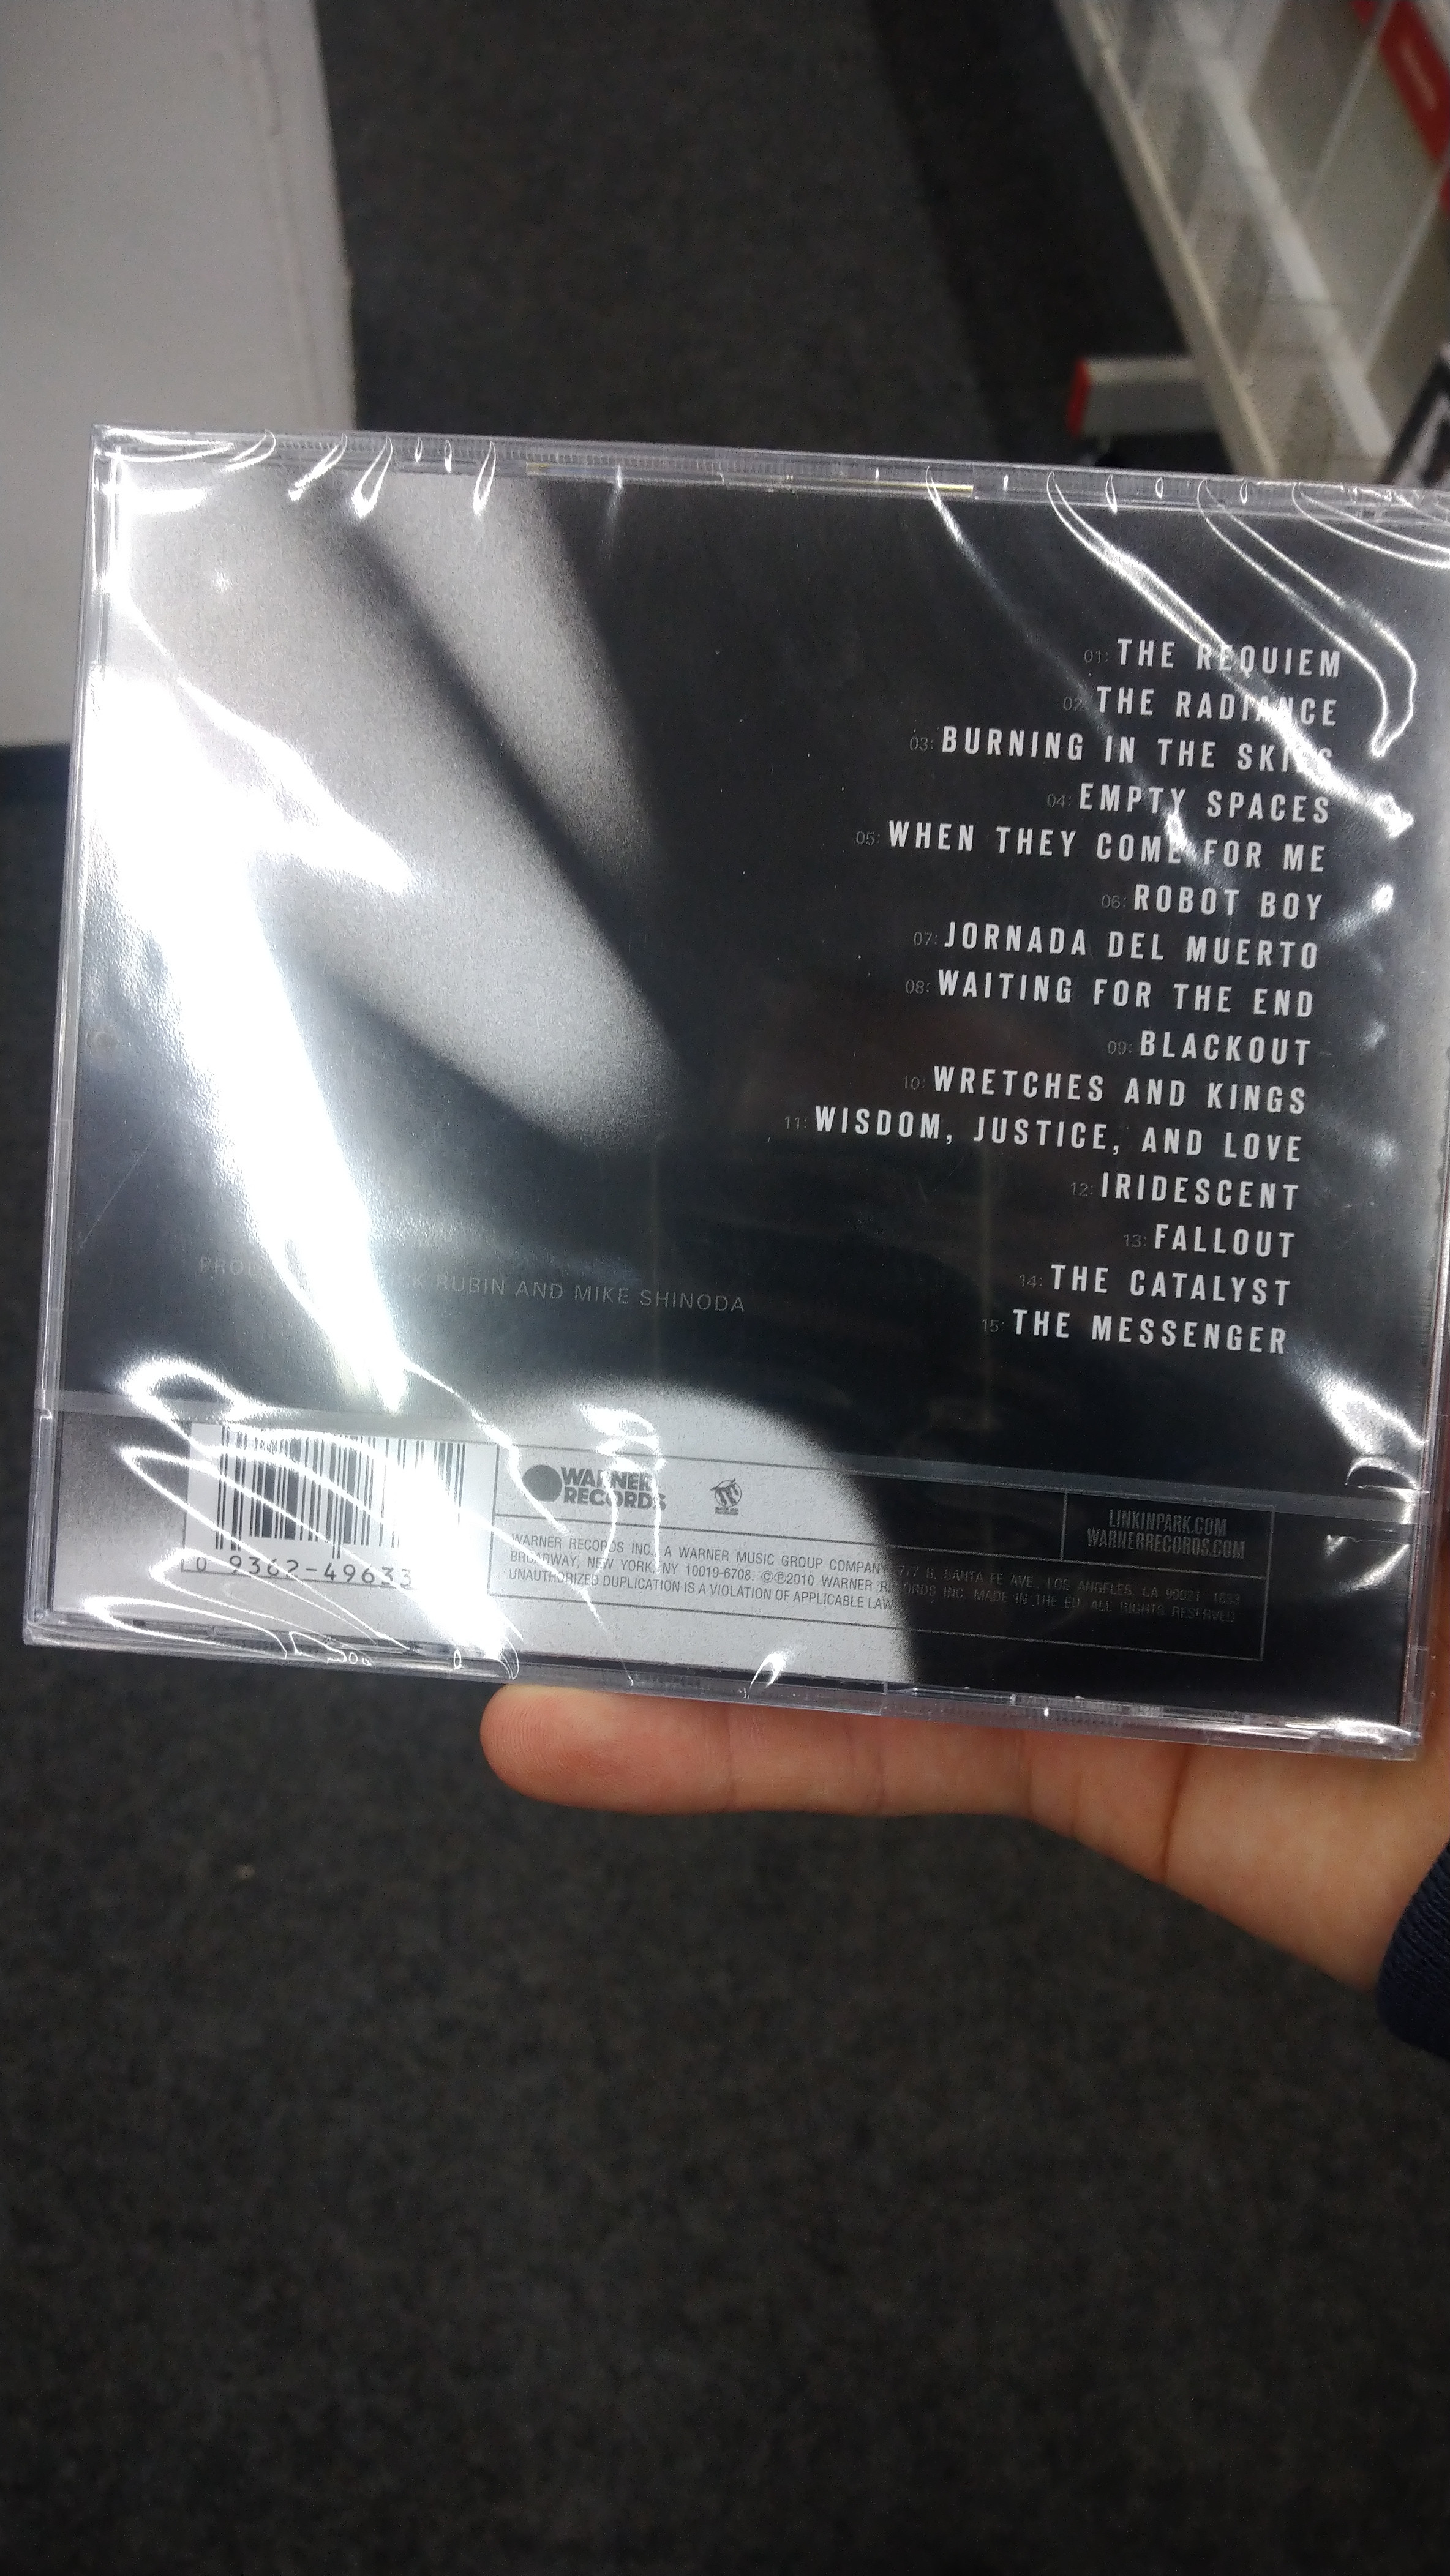 01: THE REQUIEM
02: THE RADIANCE
03: BURNING IN THE SKIES
04: EMPTY SPACES
05: WHEN THEY COME FOR ME
06: ROBOT BOY
07: JORNADA DEL MUERTO
08: WAITING FOR THE END
09: BLACKOUT
10: WRETCHES AND KINGS
11: WISDOM, JUSTICE, AND LOVE
12: IRIDESCENT
13: FALLOUT
14: THE CATALYST
15: THE MESSENGER
RUBIN AND MIKE SHINODA
0 9362-49633
WARNER
RECORDS
LINKINPARK.COM
WARNERRECORDS.COM
WARNER RECORDS INC., A WARNER MUSIC GROUP COMPANY, 777 S. SANTA FE AVE. LOS ANGELES, CA 90021
BROADWAY, NEW YORK, NY 10019-6708. ©℗2010 WARNER RECORDS INC. MADE IN THE EU. ALL RIGHTS RESERVED
UNAUTHORIZED DUPLICATION IS A VIOLATION OF APPLICABLE LAW